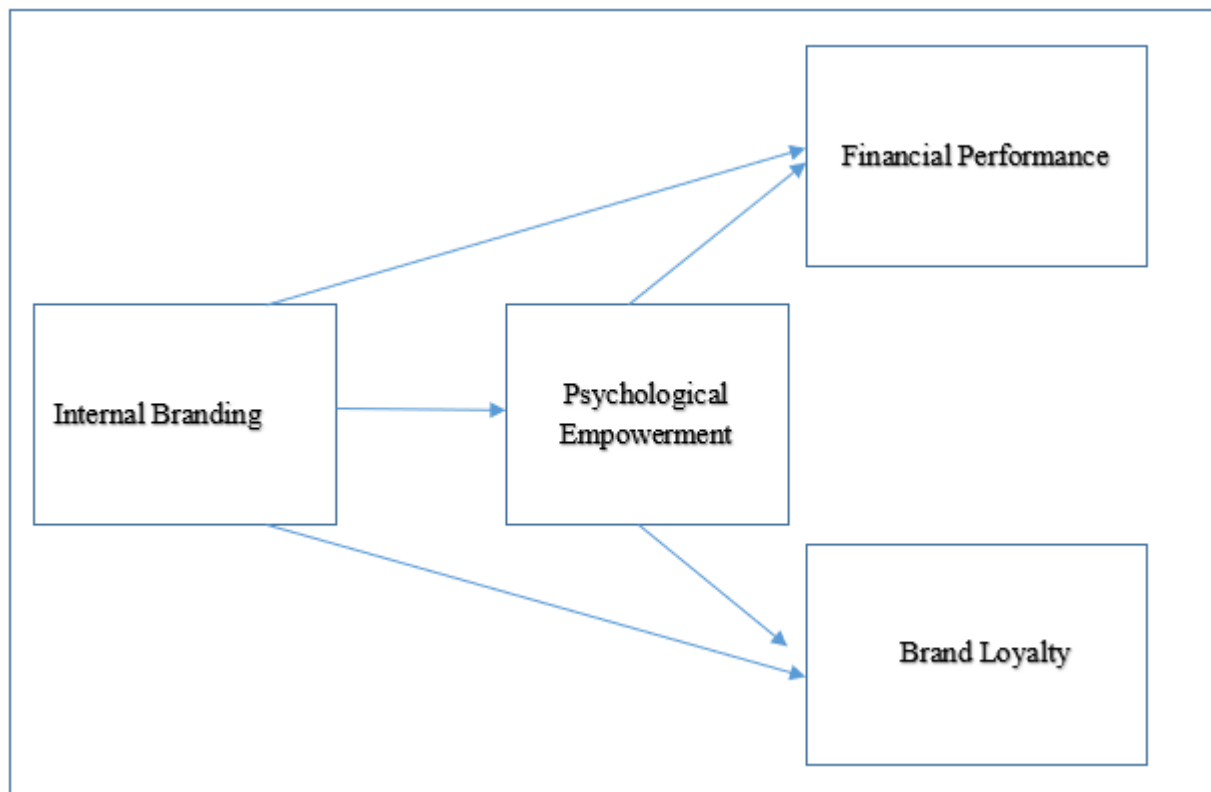 Financial Performance
Internal Branding
Psychological
Empowerment
Brand Loyalty